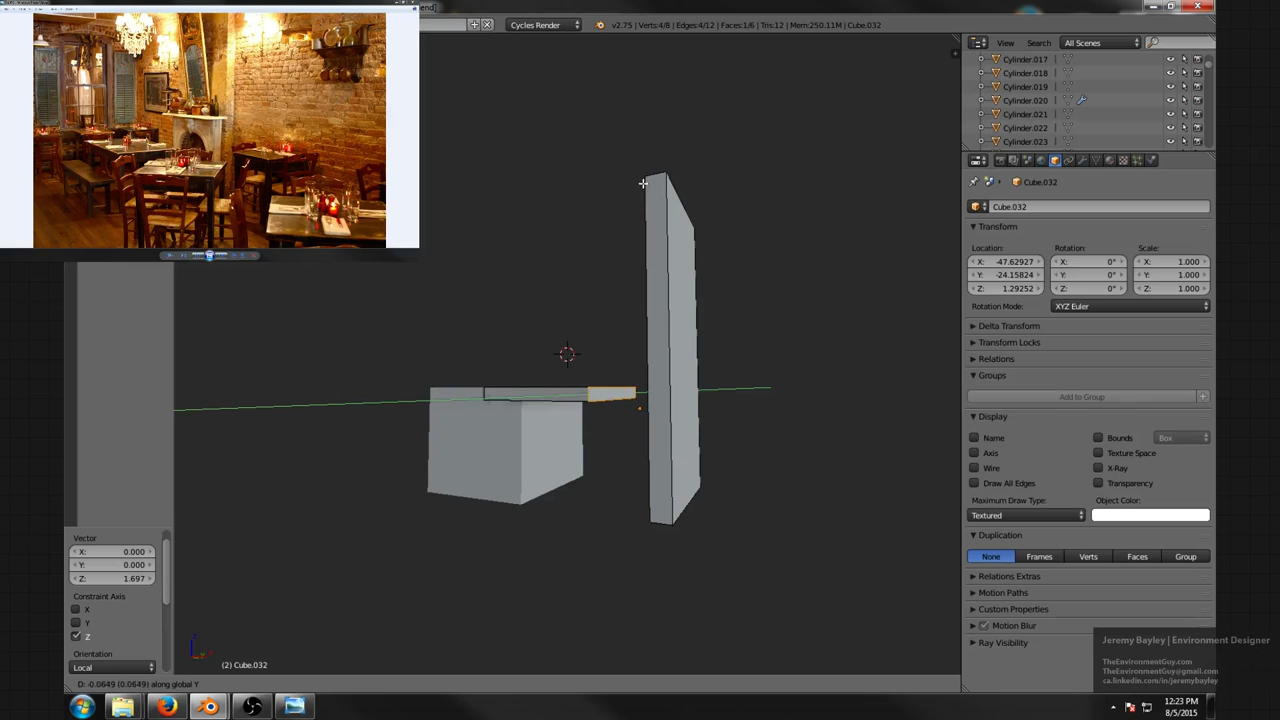 end]
Cycles Render
v2.75 | Verts:4/8 | Edges:4/12 | Faces:1/6 | Tris:12 | Mem:250.11M | Cube.032
View Search All Scenes
Cylinder.017
Cylinder.018
Cylinder.019
Cylinder.020
Cylinder.021
Cylinder.022
Cylinder.023
Cube.032
Cube.032
Transform
Location: Rotation: Scale:
X: -47.62927 X: 0° X: 1.000
Y: -24.15824 Y: 0° Y: 1.000
Z: 1.29252 Z: 0° Z: 1.000
Rotation Mode: XYZ Euler
Delta Transform
Transform Locks
Relations
Groups
Add to Group
Display
Name Bounds Box
Axis Texture Space
Wire X-Ray
Draw All Edges Transparency
Maximum Draw Type: Object Color:
Textured
Duplication
None Frames Verts Faces Group
Relations Extras
Motion Paths
Custom Properties
Motion Blur
Ray Visibility
Vector
X: 0.000
Y: 0.000
Z: 1.697
Constraint Axis
X
Y
Z
Orientation
Local
(2) Cube.032
D: -0.0649 (0.0649) along global Y
Jeremy Bayley | Environment Designer
TheEnvironmentGuy.com
TheEnvironmentGuy@gmail.com
ca.linkedin.com/in/jeremybayley
12:23 PM
8/5/2015